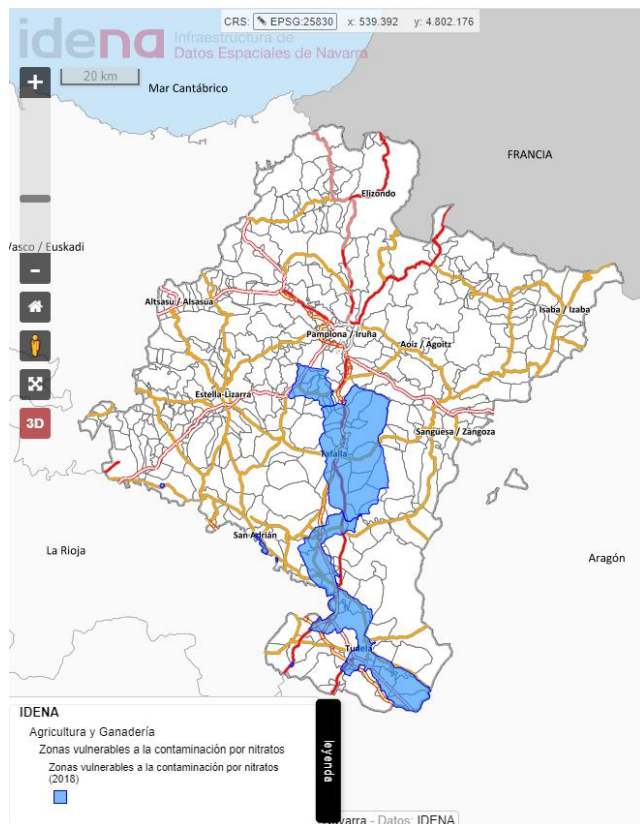 CRS: EPSG:25830 x: 539.392 y: 4.802.176
idena Infraestructura de
Datos Espaciales de Navarra
+
20 km
Mar Cantábrico
FRANCIA
Elizondo
Vasco / Euskadi
-
Altsasu / Alsasua
Isaba / Izaba
Pamplona / Iruña
Aoiz / Agoitz
3D
Estella-Lizarra
Sangüesa / Zangoza
Tafalla
San Adrián
La Rioja
Aragón
Tudela
IDENA
Agricultura y Ganadería
Zonas vulnerables a la contaminación por nitratos
Zonas vulnerables a la contaminación por nitratos
(2018)
leyenda
Navarra - Datos: IDENA